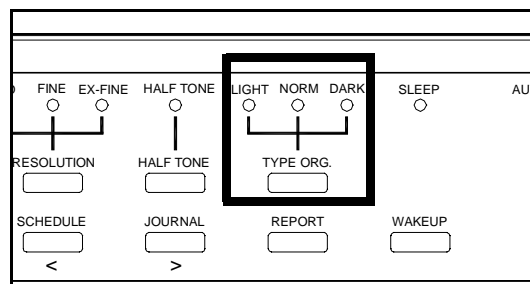 FINE EX-FINE HALF TONE LIGHT NORM DARK SLEEP
RESOLUTION HALF TONE TYPE ORG.
SCHEDULE JOURNAL REPORT WAKEUP
< >